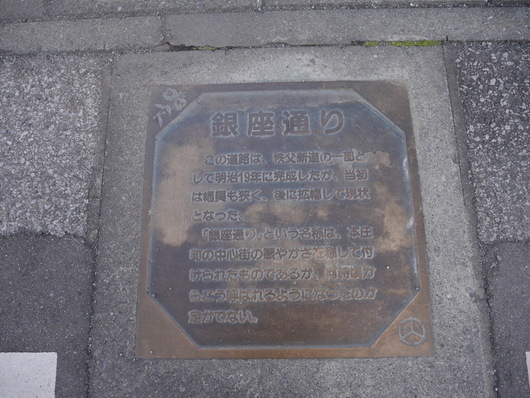 銀座通り
この道路は、秩父新道の一部と
して明治19年に完成したが、当初
は幅員も狭く、後に拡幅して現状
となった。
「銀座通り」という名称は、本庄
町の中心街の賑やかさを称して付
けられたものであるが、何時頃か
らこう呼ばれるようになったのか
定かでない。